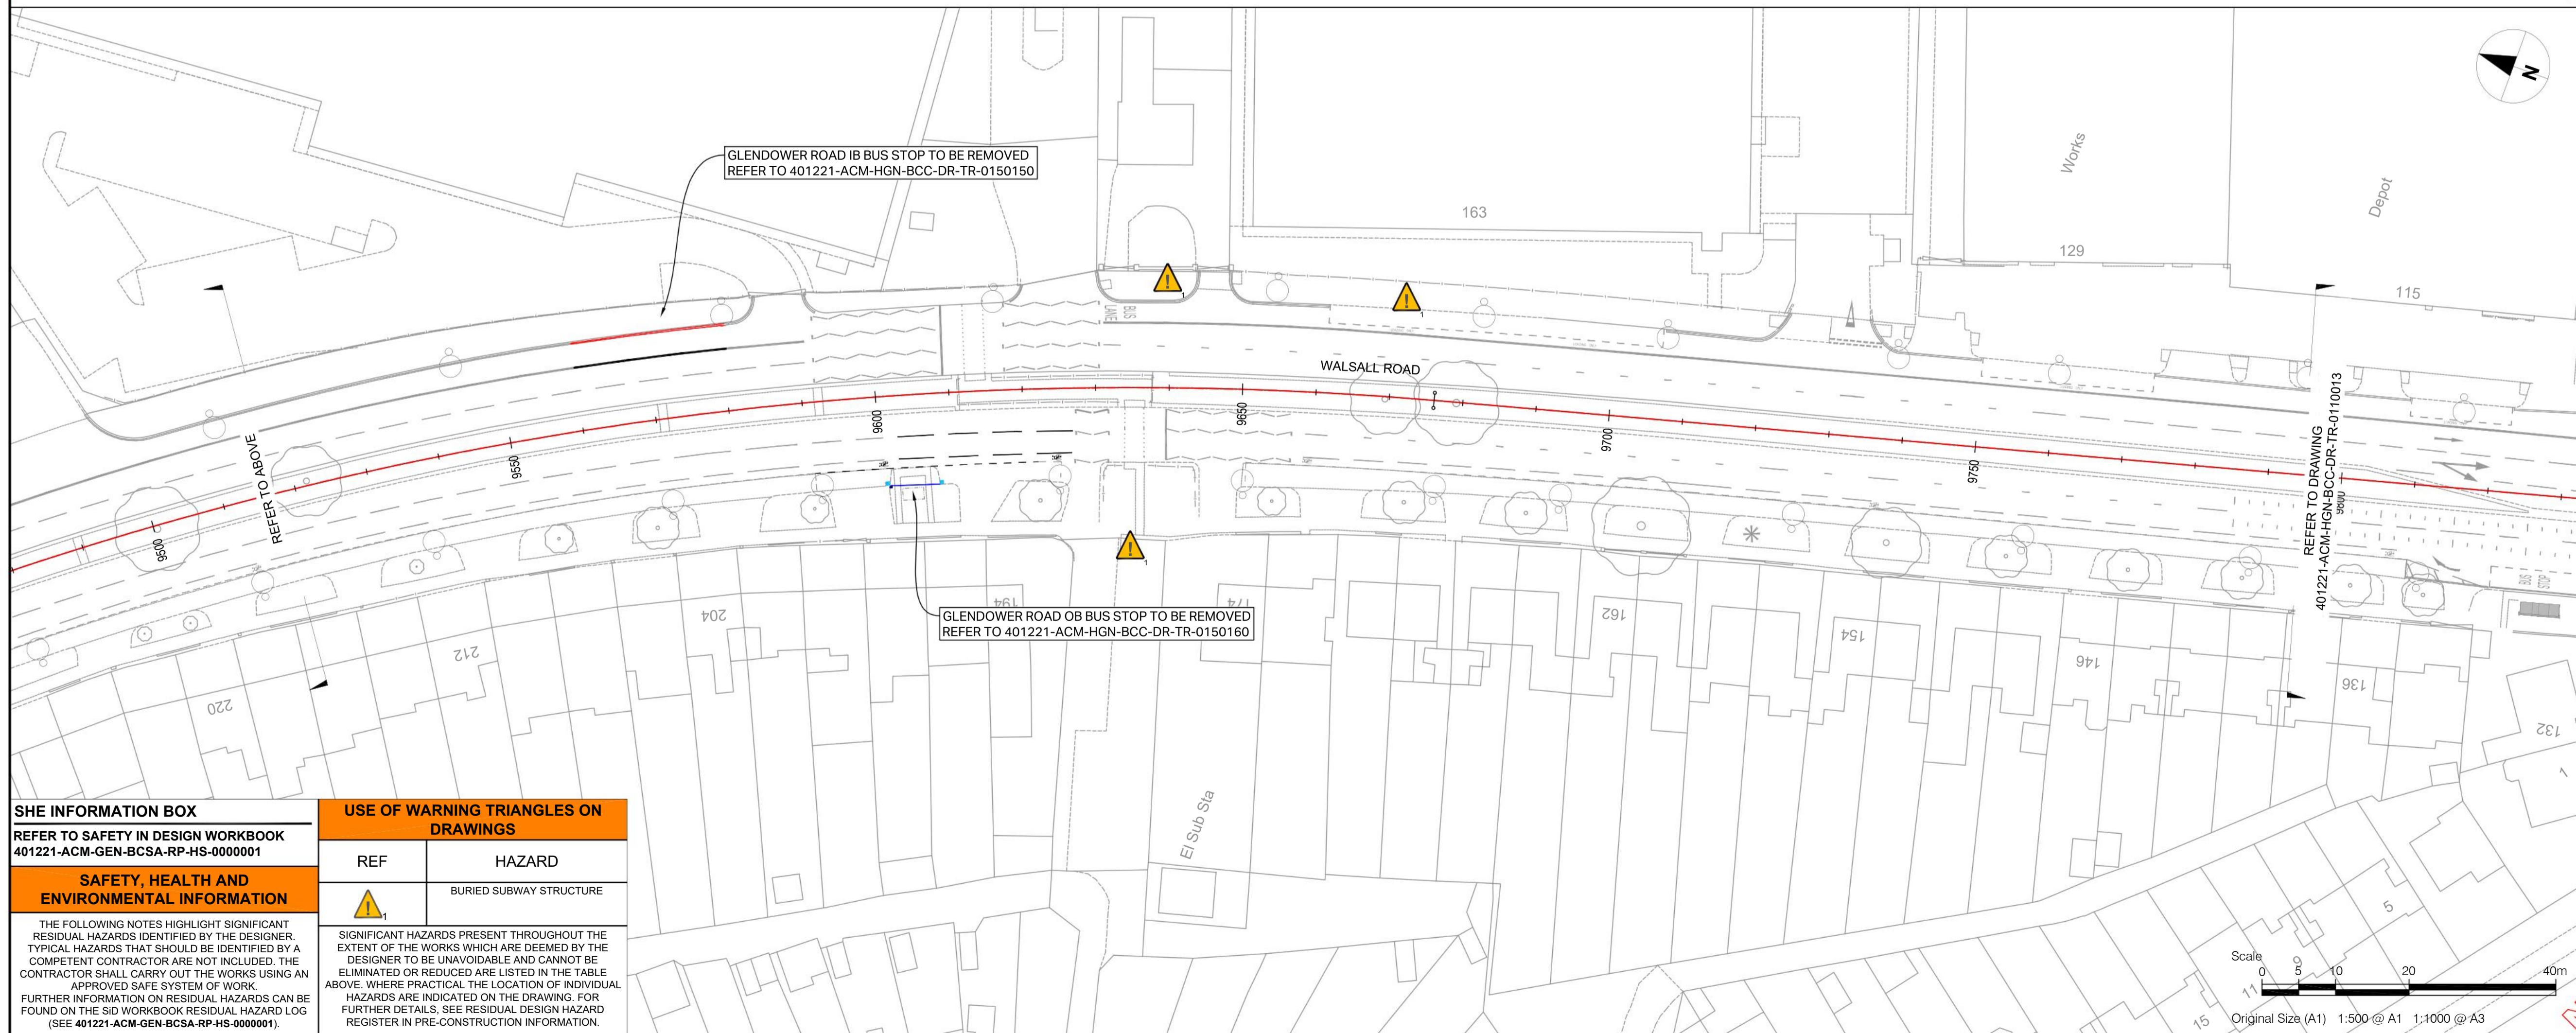 N
GLENDOWER ROAD IB BUS STOP TO BE REMOVED
REFER TO 401221-ACM-HGN-BCC-DR-TR-0150150
Works
Depot
163
129
115
BUS
LANE
WALSALL ROAD
REFER TO ABOVE
9500
9550
9600
9650
9700
9750
9800
REFER TO DRAWING
401221-ACM-HGN-BCC-DR-TR-0110013
BUS
STOP
GLENDOWER ROAD OB BUS STOP TO BE REMOVED
REFER TO 401221-ACM-HGN-BCC-DR-TR-0150160
220
212
204
194
174
162
154
146
136
132
1
El Sub Sta
5
9
11
15
SHE INFORMATION BOX
REFER TO SAFETY IN DESIGN WORKBOOK
401221-ACM-GEN-BCSA-RP-HS-0000001
SAFETY, HEALTH AND
ENVIRONMENTAL INFORMATION
THE FOLLOWING NOTES HIGHLIGHT SIGNIFICANT
RESIDUAL HAZARDS IDENTIFIED BY THE DESIGNER.
TYPICAL HAZARDS THAT SHOULD BE IDENTIFIED BY A
COMPETENT CONTRACTOR ARE NOT INCLUDED. THE
CONTRACTOR SHALL CARRY OUT THE WORKS USING AN
APPROVED SAFE SYSTEM OF WORK.
FURTHER INFORMATION ON RESIDUAL HAZARDS CAN BE
FOUND ON THE SiD WORKBOOK RESIDUAL HAZARD LOG
(SEE 401221-ACM-GEN-BCSA-RP-HS-0000001).
USE OF WARNING TRIANGLES ON
DRAWINGS
REF HAZARD
! 1 BURIED SUBWAY STRUCTURE
SIGNIFICANT HAZARDS PRESENT THROUGHOUT THE
EXTENT OF THE WORKS WHICH ARE DEEMED BY THE
DESIGNER TO BE UNAVOIDABLE AND CANNOT BE
ELIMINATED OR REDUCED ARE LISTED IN THE TABLE
ABOVE. WHERE PRACTICAL THE LOCATION OF INDIVIDUAL
HAZARDS ARE INDICATED ON THE DRAWING. FOR
FURTHER DETAILS, SEE RESIDUAL DESIGN HAZARD
REGISTER IN PRE-CONSTRUCTION INFORMATION.
Scale
0 5 10 20 40m
Original Size (A1) 1:500 @ A1 1:1000 @ A3